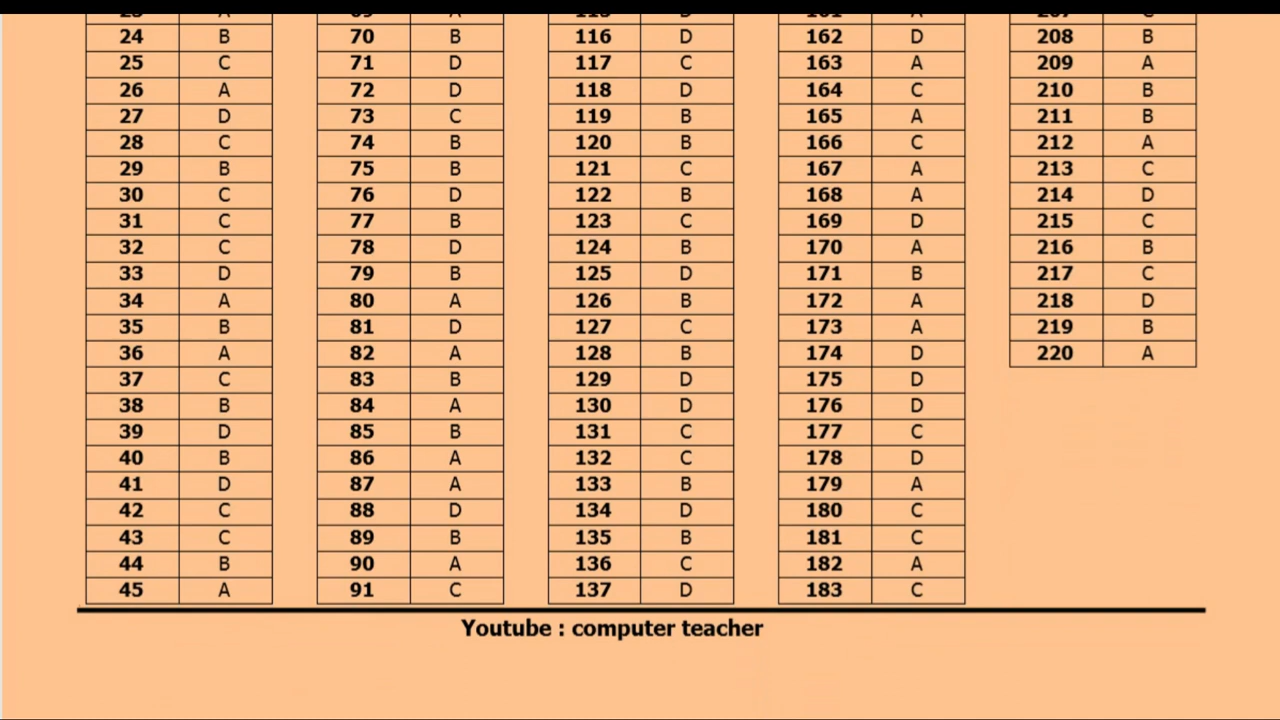 24 B 70 B 116 D 162 D 208 B
25 C 71 D 117 C 163 A 209 A
26 A 72 D 118 D 164 C 210 B
27 D 73 C 119 B 165 A 211 B
28 C 74 B 120 B 166 C 212 A
29 B 75 B 121 C 167 A 213 C
30 C 76 D 122 B 168 A 214 D
31 C 77 B 123 C 169 D 215 C
32 C 78 D 124 B 170 A 216 B
33 D 79 B 125 D 171 B 217 C
34 A 80 A 126 B 172 A 218 D
35 B 81 D 127 C 173 A 219 B
36 A 82 A 128 B 174 D 220 A
37 C 83 B 129 D 175 D
38 B 84 A 130 D 176 D
39 D 85 B 131 C 177 C
40 B 86 A 132 C 178 D
41 D 87 A 133 B 179 A
42 C 88 D 134 D 180 C
43 C 89 B 135 B 181 C
44 B 90 A 136 C 182 A
45 A 91 C 137 D 183 C
Youtube : computer teacher